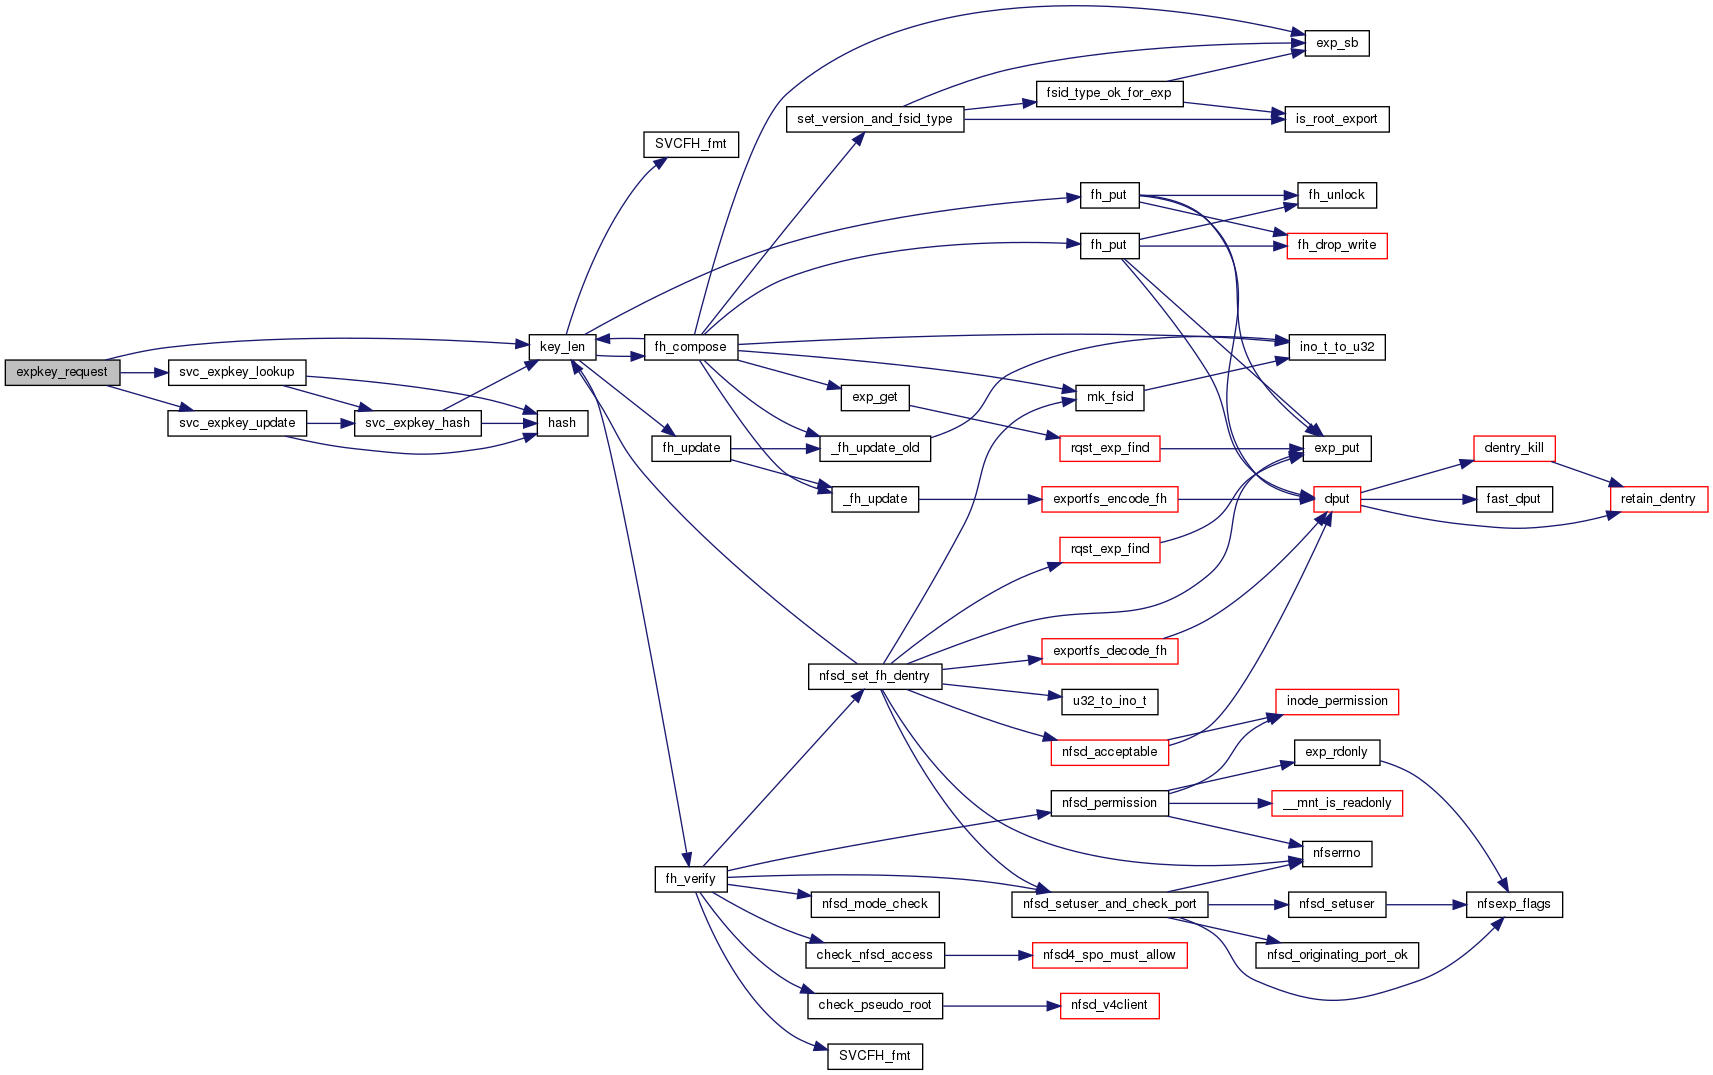 exp_sb
fsid_type_ok_for_exp
set_version_and_fsid_type
is_root_export
SVCFH_fmt
fh_put
fh_unlock
fh_put
fh_drop_write
key_len
fh_compose
ino_t_to_u32
expkey_request
svc_expkey_lookup
exp_get
mk_fsid
svc_expkey_update
svc_expkey_hash
hash
fh_update
_fh_update_old
rqst_exp_find
exp_put
dentry_kill
_fh_update
exportfs_encode_fh
dput
fast_dput
retain_dentry
rqst_exp_find
exportfs_decode_fh
nfsd_set_fh_dentry
u32_to_ino_t
inode_permission
nfsd_acceptable
exp_rdonly
nfsd_permission
__mnt_is_readonly
nfserrno
fh_verify
nfsd_mode_check
nfsd_setuser_and_check_port
nfsd_setuser
nfsexp_flags
check_nfsd_access
nfsd4_spo_must_allow
nfsd_originating_port_ok
check_pseudo_root
nfsd_v4client
SVCFH_fmt